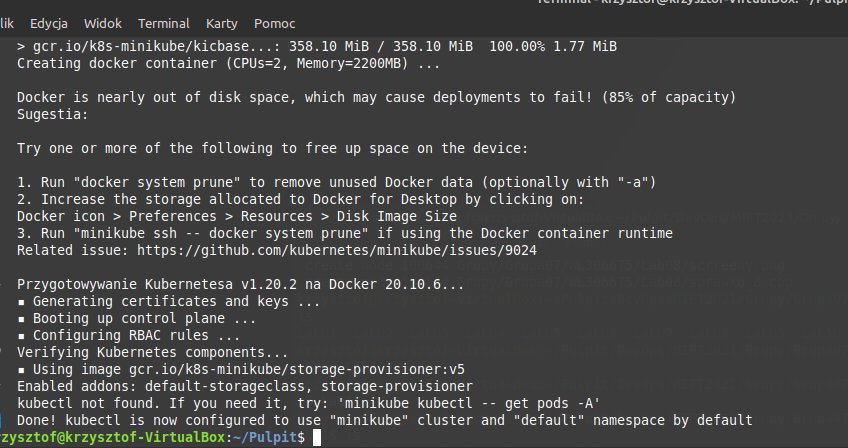 Terminal - krzysztof@krzysztof-VirtualBox: ~/Pulpit
lik Edycja Widok Terminal Karty Pomoc
> gcr.io/k8s-minikube/kicbase...: 358.10 MiB / 358.10 MiB 100.00% 1.77 MiB
Creating docker container (CPUs=2, Memory=2200MB) ...
Docker is nearly out of disk space, which may cause deployments to fail! (85% of capacity)
Sugestia:
Try one or more of the following to free up space on the device:
1. Run "docker system prune" to remove unused Docker data (optionally with "-a")
2. Increase the storage allocated to Docker for Desktop by clicking on:
Docker icon > Preferences > Resources > Disk Image Size
3. Run "minikube ssh -- docker system prune" if using the Docker container runtime
Related issue: https://github.com/kubernetes/minikube/issues/9024
Przygotowywanie Kubernetesa v1.20.2 na Docker 20.10.6...
▪ Generating certificates and keys ...
▪ Booting up control plane ...
▪ Configuring RBAC rules ...
Verifying Kubernetes components...
▪ Using image gcr.io/k8s-minikube/storage-provisioner:v5
Enabled addons: default-storageclass, storage-provisioner
kubectl not found. If you need it, try: 'minikube kubectl -- get pods -A'
Done! kubectl is now configured to use "minikube" cluster and "default" namespace by default
zysztof@krzysztof-VirtualBox:~/Pulpit$